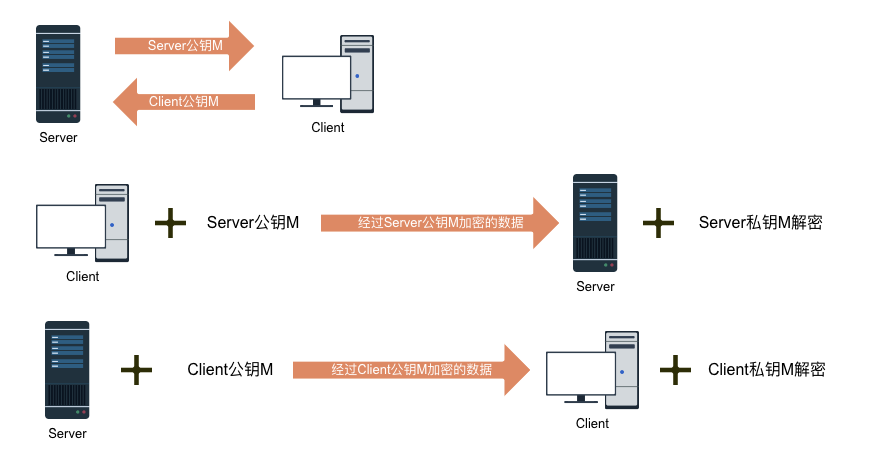 Server公钥M
Client公钥M
Server
Client
Server公钥M
经过Server公钥M加密的数据
Server私钥M解密
Client
Server
Client公钥M
经过Client公钥M加密的数据
Client私钥M解密
Server
Client